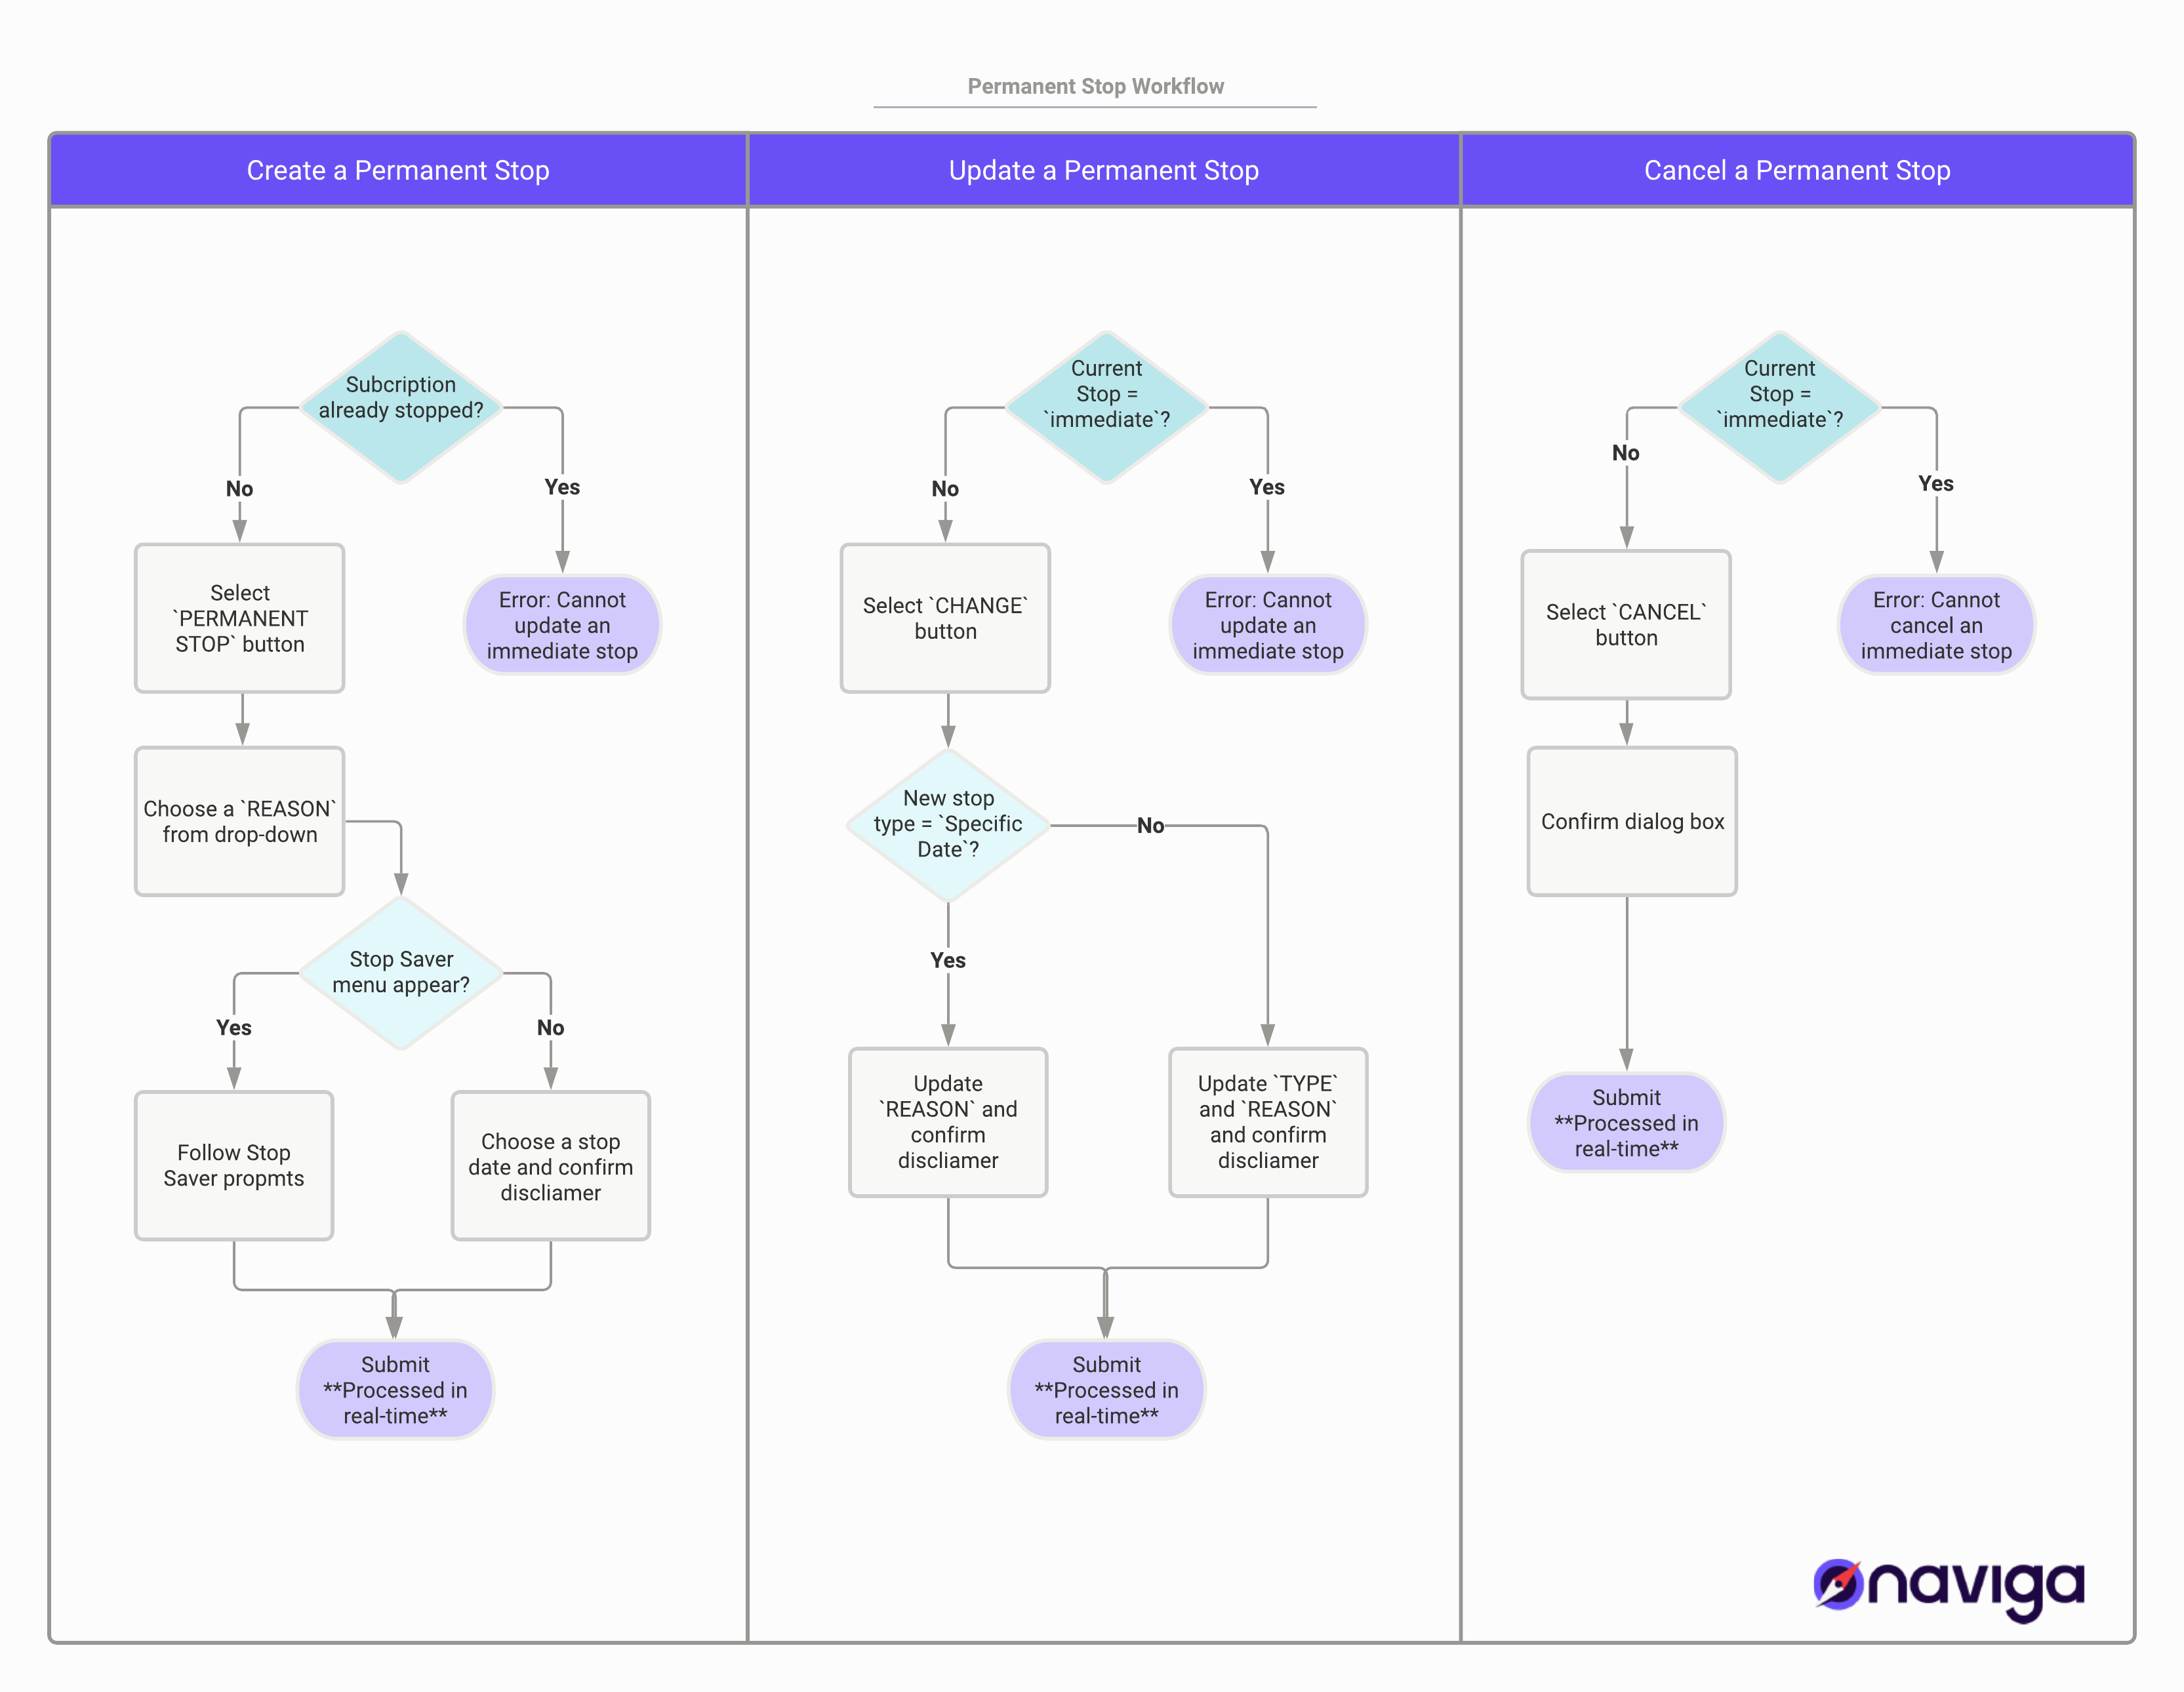 Permanent Stop Workflow
Create a Permanent Stop
Update a Permanent Stop
Cancel a Permanent Stop
Subcription
already stopped?
No
Yes
Select
`PERMANENT
STOP` button
Error: Cannot
update an
immediate stop
Choose a `REASON`
from drop-down
Stop Saver
menu appear?
Yes
No
Follow Stop
Saver propmts
Choose a stop
date and confirm
discliamer
Submit
**Processed in
real-time**
Current
Stop =
`immediate`?
No
Yes
Select `CHANGE`
button
Error: Cannot
update an
immediate stop
New stop
type = `Specific
Date`?
No
Yes
Update
`REASON` and
confirm
discliamer
Update `TYPE`
and `REASON`
and confirm
discliamer
Submit
**Processed in
real-time**
Current
Stop =
`immediate`?
No
Yes
Select `CANCEL`
button
Error: Cannot
cancel an
immediate stop
Confirm dialog box
Submit
**Processed in
real-time**
naviga